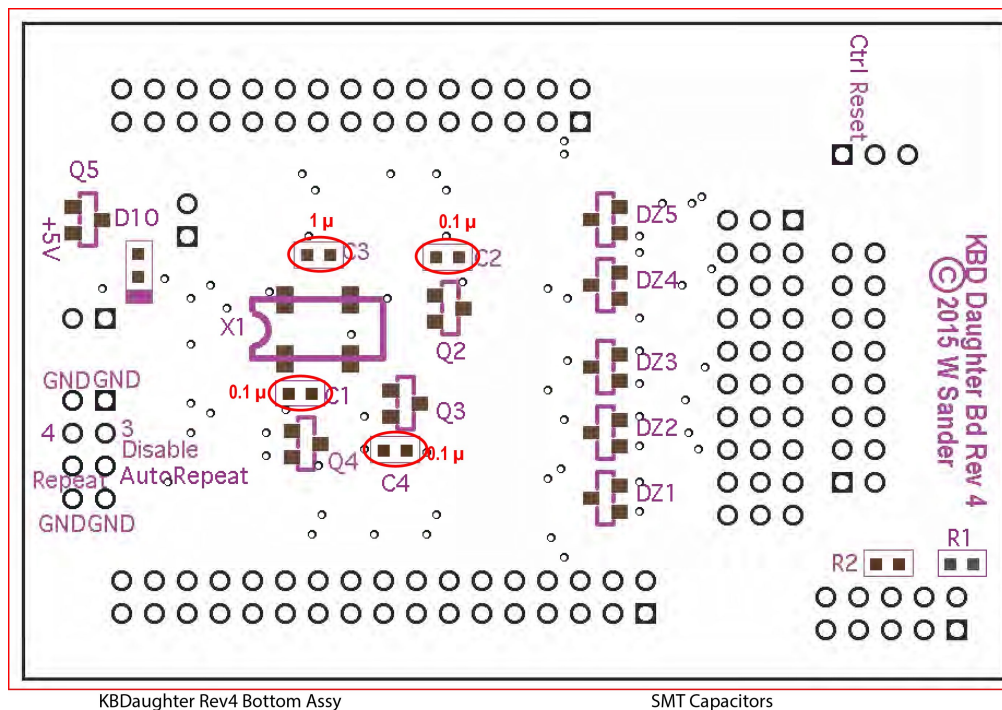 Ctrl Reset
Q5
D10
+5V
1 µ
C3
0.1 µ
C2
DZ5
DZ4
X1
Q2
KBD Daughter Bd Rev 4
© 2015 W Sander
DZ3
GND GND
0.1 µ
C1
Q3
4
3
Disable
DZ2
Q4
0.1 µ
Repeat
AutoRepeat
C4
DZ1
GND GND
R2
R1
KBDaughter Rev4 Bottom Assy
SMT Capacitors